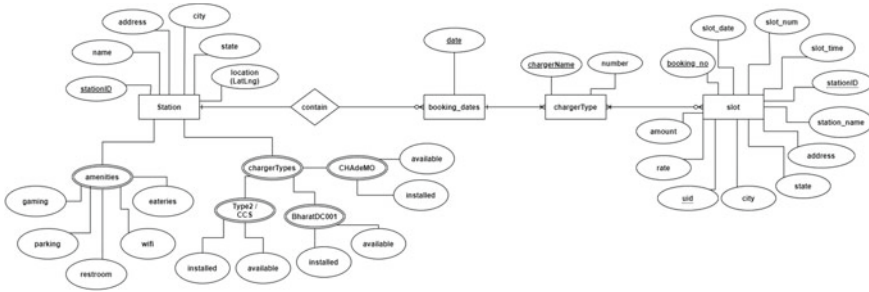 city
address
name
state
stationID
location
(LatLng)
Station
contain
date
booking_dates
chargerName
number
chargerType
slot_date
slot_num
slot_time
booking_no
stationID
slot
station_name
amount
address
rate
state
uid
city
amenities
gaming
eateries
parking
wifi
restroom
chargerTypes
CHAdeMO
available
installed
Type2 /
CCS
BharatDC001
installed
available
installed
available